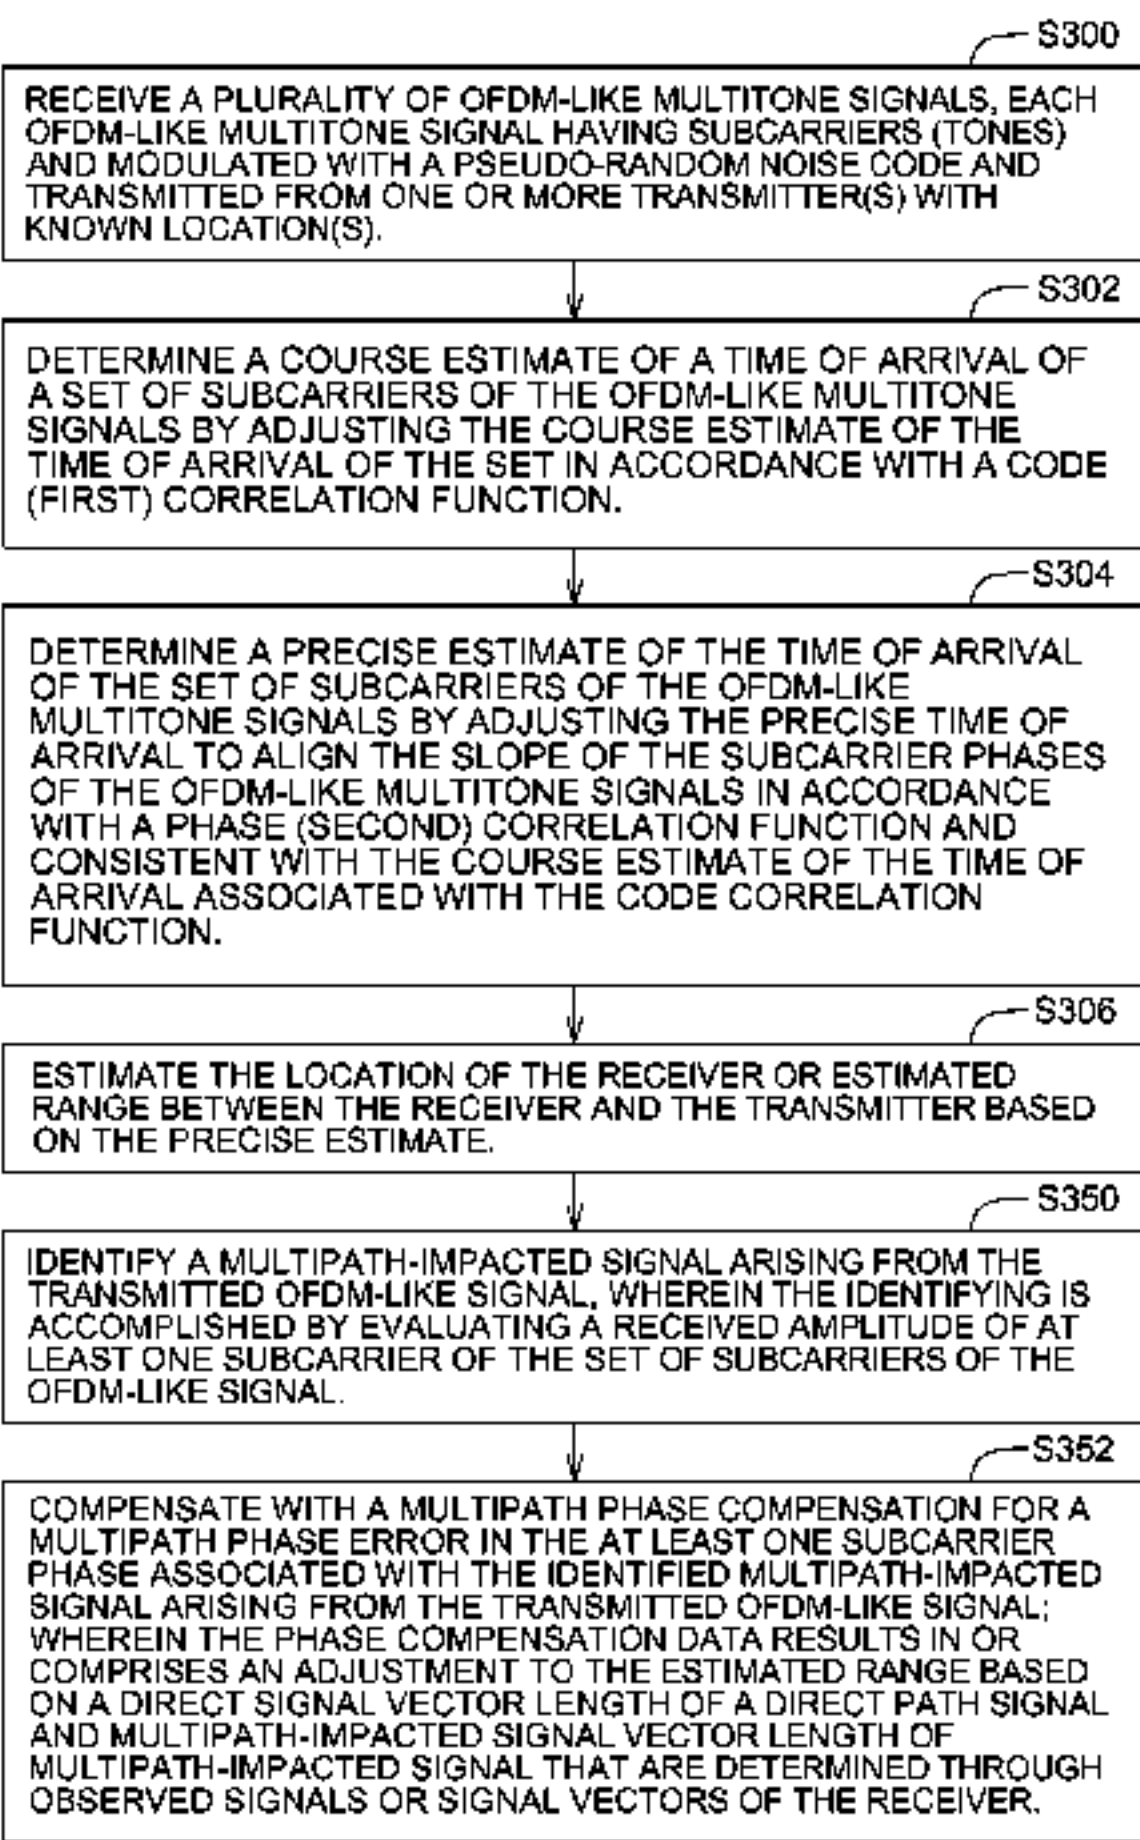 S300
RECEIVE A PLURALITY OF OFDM-LIKE MULTITONE SIGNALS, EACH
OFDM-LIKE MULTITONE SIGNAL HAVING SUBCARRIERS (TONES)
AND MODULATED WITH A PSEUDO-RANDOM NOISE CODE AND
TRANSMITTED FROM ONE OR MORE TRANSMITTER(S) WITH
KNOWN LOCATION(S).
S302
DETERMINE A COURSE ESTIMATE OF A TIME OF ARRIVAL OF
A SET OF SUBCARRIERS OF THE OFDM-LIKE MULTITONE
SIGNALS BY ADJUSTING THE COURSE ESTIMATE OF THE
TIME OF ARRIVAL OF THE SET IN ACCORDANCE WITH A CODE
(FIRST) CORRELATION FUNCTION.
S304
DETERMINE A PRECISE ESTIMATE OF THE TIME OF ARRIVAL
OF THE SET OF SUBCARRIERS OF THE OFDM-LIKE
MULTITONE SIGNALS BY ADJUSTING THE PRECISE TIME OF
ARRIVAL TO ALIGN THE SLOPE OF THE SUBCARRIER PHASES
OF THE OFDM-LIKE MULTITONE SIGNALS IN ACCORDANCE
WITH A PHASE (SECOND) CORRELATION FUNCTION AND
CONSISTENT WITH THE COURSE ESTIMATE OF THE TIME OF
ARRIVAL ASSOCIATED WITH THE CODE CORRELATION
FUNCTION.
S306
ESTIMATE THE LOCATION OF THE RECEIVER OR ESTIMATED
RANGE BETWEEN THE RECEIVER AND THE TRANSMITTER BASED
ON THE PRECISE ESTIMATE.
S350
IDENTIFY A MULTIPATH-IMPACTED SIGNAL ARISING FROM THE
TRANSMITTED OFDM-LIKE SIGNAL, WHEREIN THE IDENTIFYING IS
ACCOMPLISHED BY EVALUATING A RECEIVED AMPLITUDE OF AT
LEAST ONE SUBCARRIER OF THE SET OF SUBCARRIERS OF THE
OFDM-LIKE SIGNAL.
S352
COMPENSATE WITH A MULTIPATH PHASE COMPENSATION FOR A
MULTIPATH PHASE ERROR IN THE AT LEAST ONE SUBCARRIER
PHASE ASSOCIATED WITH THE IDENTIFIED MULTIPATH-IMPACTED
SIGNAL ARISING FROM THE TRANSMITTED OFDM-LIKE SIGNAL;
WHEREIN THE PHASE COMPENSATION DATA RESULTS IN OR
COMPRISES AN ADJUSTMENT TO THE ESTIMATED RANGE BASED
ON A DIRECT SIGNAL VECTOR LENGTH OF A DIRECT PATH SIGNAL
AND MULTIPATH-IMPACTED SIGNAL VECTOR LENGTH OF
MULTIPATH-IMPACTED SIGNAL THAT ARE DETERMINED THROUGH
OBSERVED SIGNALS OR SIGNAL VECTORS OF THE RECEIVER.